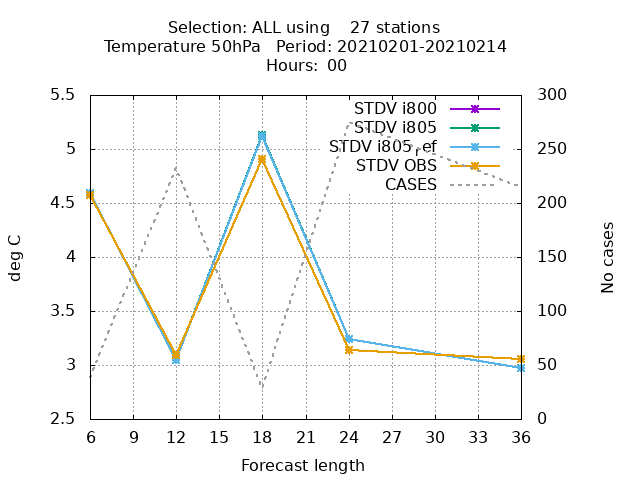 Selection: ALL using    27 stations
Temperature 50hPa   Period: 20210201-20210214
Hours:  00
5.5
5
4.5
4
3.5
3
2.5
300
250
200
150
100
50
0
STDV i800
STDV i805
STDV i805ref
STDV OBS
CASES
deg C
No cases
6 9 12 15 18 21 24 27 30 33 36
Forecast length